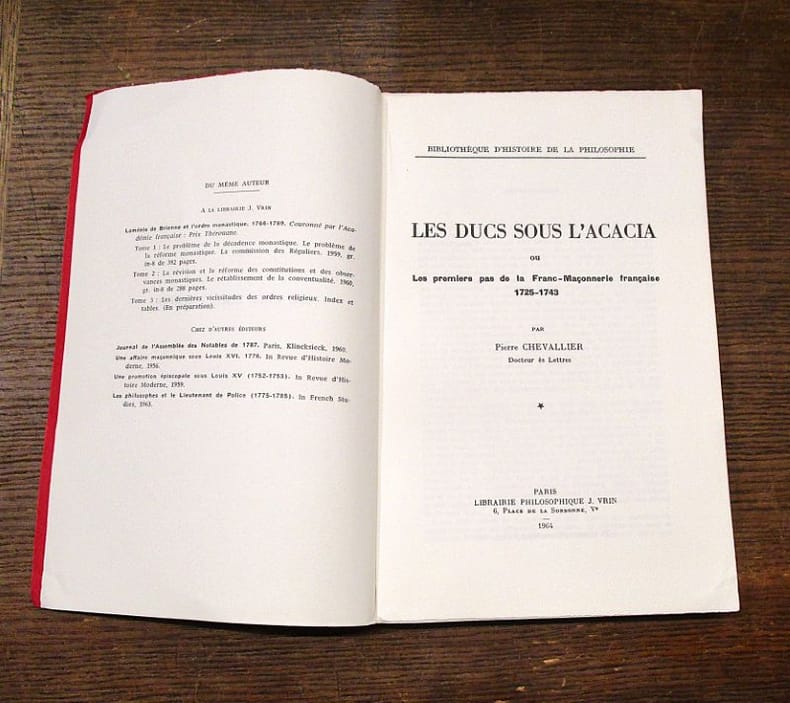 DU MÊME AUTEUR
A LA LIBRAIRIE J. VRIN
Loménie de Brienne et l'ordre monastique. 1766-1789. Couronné par l'Aca-
démie française : Prix Thérouane.
Tome 1 : Le problème de la décadence monastique. Le problème de
la réforme monastique. La commission des Réguliers. 1959, gr.
in-8 de 392 pages.
Tome 2 : La révision et la réforme des constitutions et des obser-
vances monastiques. Le rétablissement de la conventualité. 1960,
gr. in-8 de 288 pages.
Tome 3 : Les dernières vicissitudes des ordres religieux. Index et
tables. (En préparation).
CHEZ D'AUTRES ÉDITEURS
Journal de l'Assemblée des Notables de 1787. Paris, Klincksieck, 1960.
Une affaire maçonnique sous Louis XVI. 1776. In Revue d'Histoire Mo-
derne, 1956.
Une promotion épiscopale sous Louis XV (1752-1753). In Revue d'His-
toire Moderne, 1959.
Les philosophes et le Lieutenant de Police (1775-1785). In French Stu-
dies, 1963.
BIBLIOTHÈQUE D'HISTOIRE DE LA PHILOSOPHIE
LES DUCS SOUS L'ACACIA
ou
Les premiers pas de la Franc-Maçonnerie française
1725-1743
PAR
Pierre CHEVALLIER
Docteur ès Lettres
PARIS
LIBRAIRIE PHILOSOPHIQUE J. VRIN
6, PLACE DE LA SORBONNE, Ve
1964